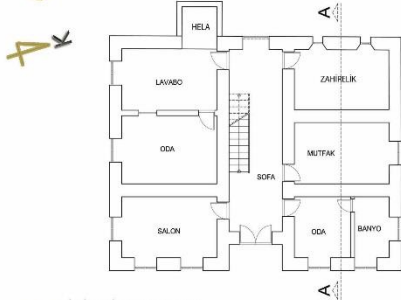 A
HELA
LAVABO
ZAHİRELİK
ODA
MUTFAK
SOFA
SALON
ODA
BANYO
A